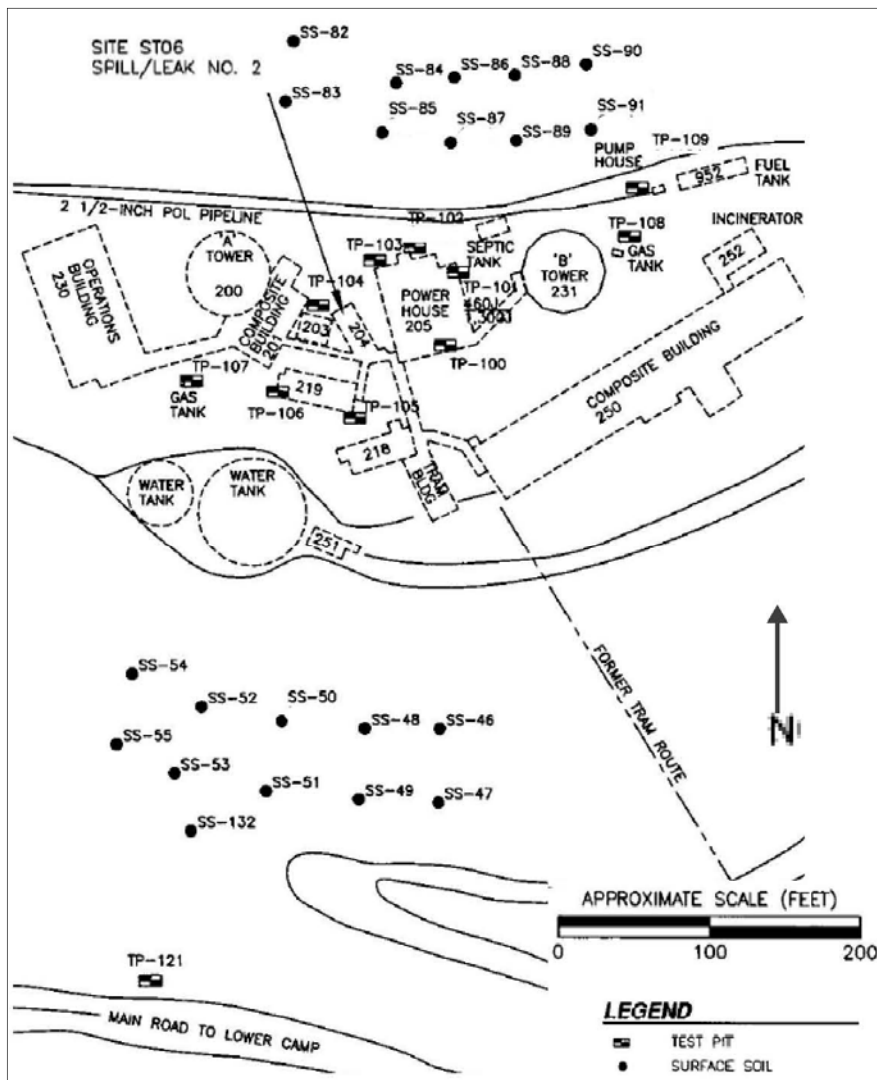 SITE ST06
SPILL/LEAK NO. 2
SS-82
SS-83
SS-84
SS-86
SS-88
SS-90
SS-85
SS-87
SS-89
SS-91
TP-109
PUMP
HOUSE
952
FUEL
TANK
2 1/2-INCH POL PIPELINE
TP-102
TP-103
SEPTIC
TANK
TP-108
GAS
TANK
INCINERATOR
252
OPERATIONS
BUILDING
230
'A'
TOWER
200
TP-104
COMPOSITE
BUILDING
201
203
204
POWER
HOUSE
205
TP-101
460J
'B'
TOWER
231
TP-100
TP-107
GAS
TANK
TP-106
219
TP-105
218
TRAM
BLDG
COMPOSITE BUILDING
250
WATER
TANK
WATER
TANK
251
FORMER TRAM ROUTE
N
SS-54
SS-52
SS-50
SS-48
SS-46
SS-55
SS-53
SS-51
SS-49
SS-47
SS-132
TP-121
MAIN ROAD TO LOWER CAMP
APPROXIMATE SCALE (FEET)
0 100 200
LEGEND
TEST PIT
SURFACE SOIL